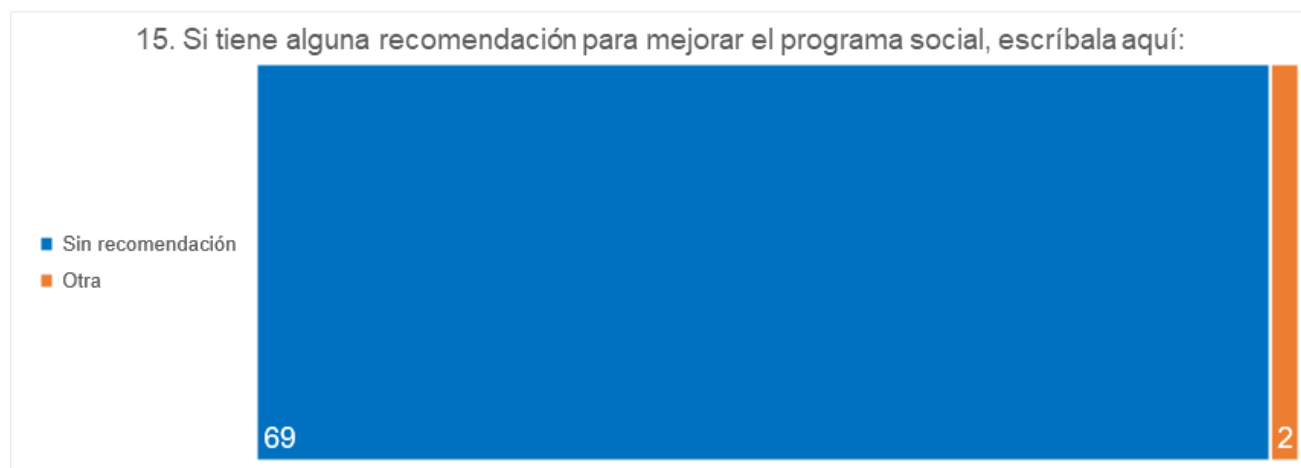 15. Si tiene alguna recomendación para mejorar el programa social, escríbala aquí:
Sin recomendación
Otra
69
2